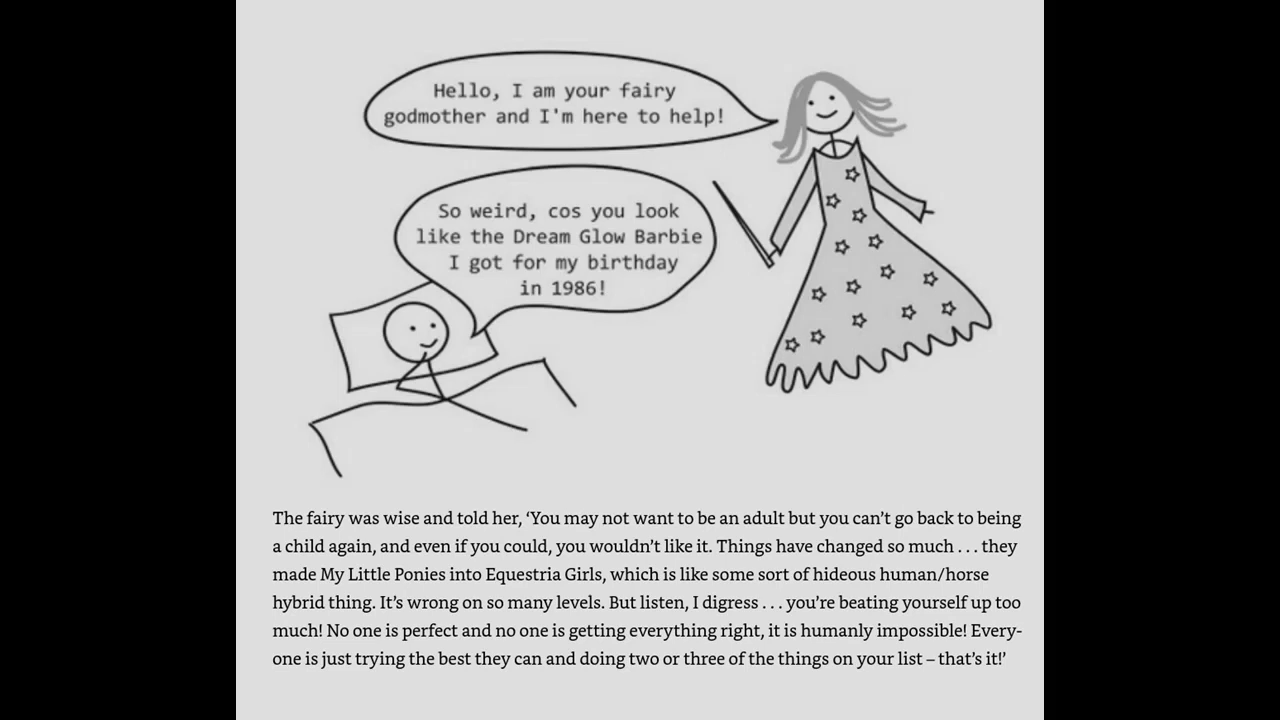 Hello, I am your fairy
godmother and I'm here to help!
So weird, cos you look
like the Dream Glow Barbie
I got for my birthday
in 1986!
The fairy was wise and told her, ‘You may not want to be an adult but you can’t go back to being
a child again, and even if you could, you wouldn’t like it. Things have changed so much . . . they
made My Little Ponies into Equestria Girls, which is like some sort of hideous human/horse
hybrid thing. It’s wrong on so many levels. But listen, I digress . . . you’re beating yourself up too
much! No one is perfect and no one is getting everything right, it is humanly impossible! Every-
one is just trying the best they can and doing two or three of the things on your list – that’s it!’